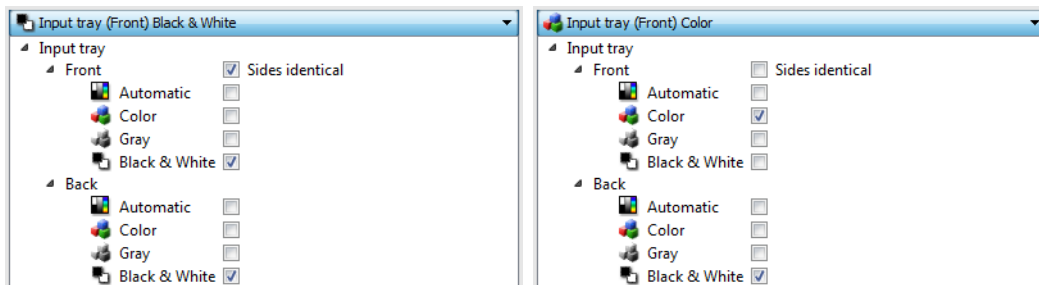 Input tray (Front) Black & White
Input tray
Front Sides identical
Automatic
Color
Gray
Black & White
Back
Automatic
Color
Gray
Black & White
Input tray (Front) Color
Input tray
Front Sides identical
Automatic
Color
Gray
Black & White
Back
Automatic
Color
Gray
Black & White